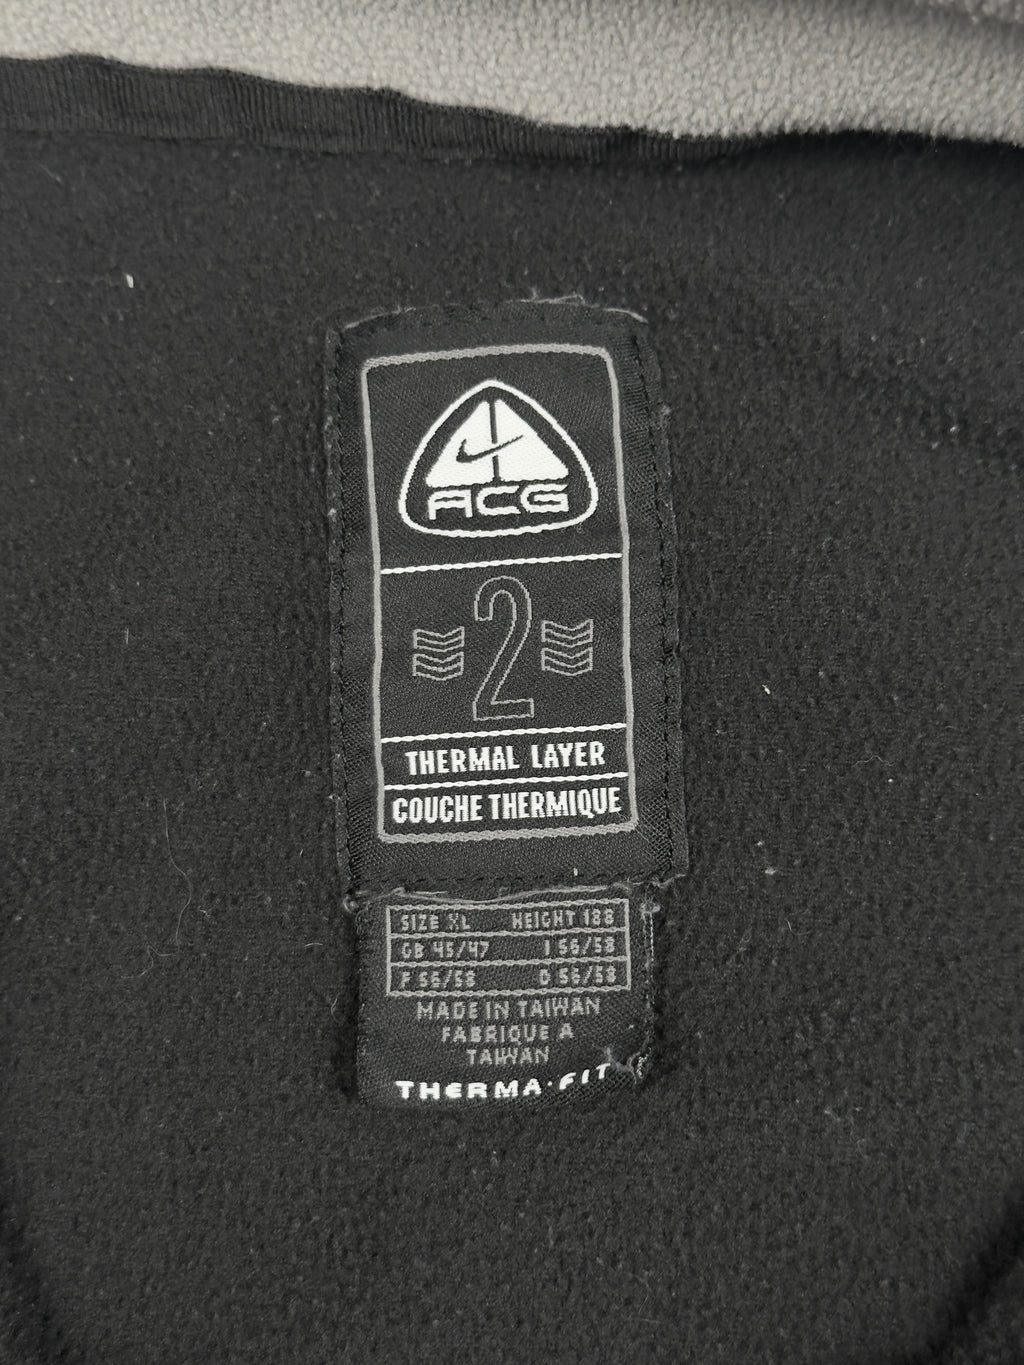 ACG
2
THERMAL LAYER
COUCHE THERMIQUE
SIZE XL HEIGHT 188
GB 45/47 I 56/58
F 56/58 D 56/58
MADE IN TAIWAN
FABRIQUE A
TAIWAN
THERMA·FIT